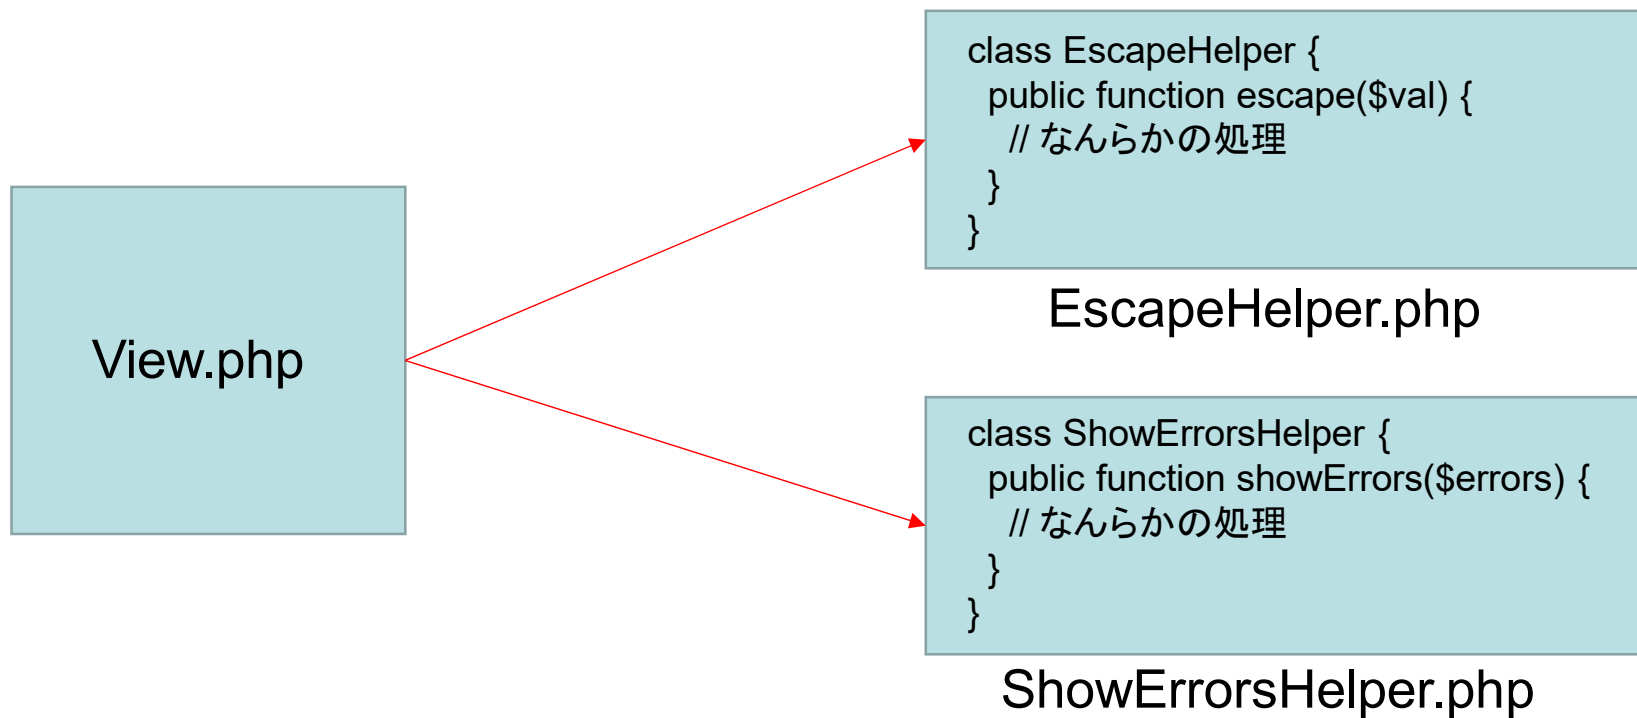 View.php
class EscapeHelper {
public function escape($val) {
// なんらかの処理
}
}
EscapeHelper.php
class ShowErrorsHelper {
public function showErrors($errors) {
// なんらかの処理
}
}
ShowErrorsHelper.php